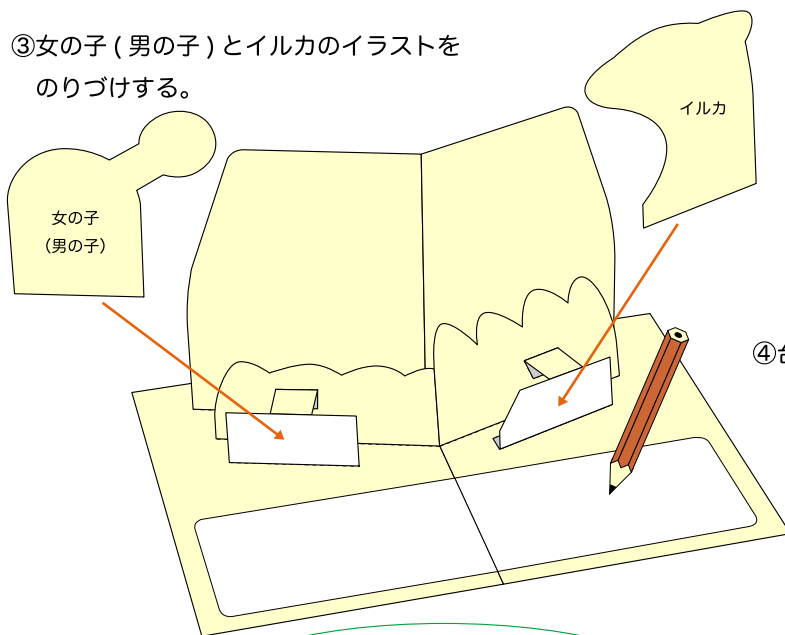 ③女の子 ( 男の子 ) とイルカのイラストを
のりづけする。
イルカ
女の子
（男の子）
④